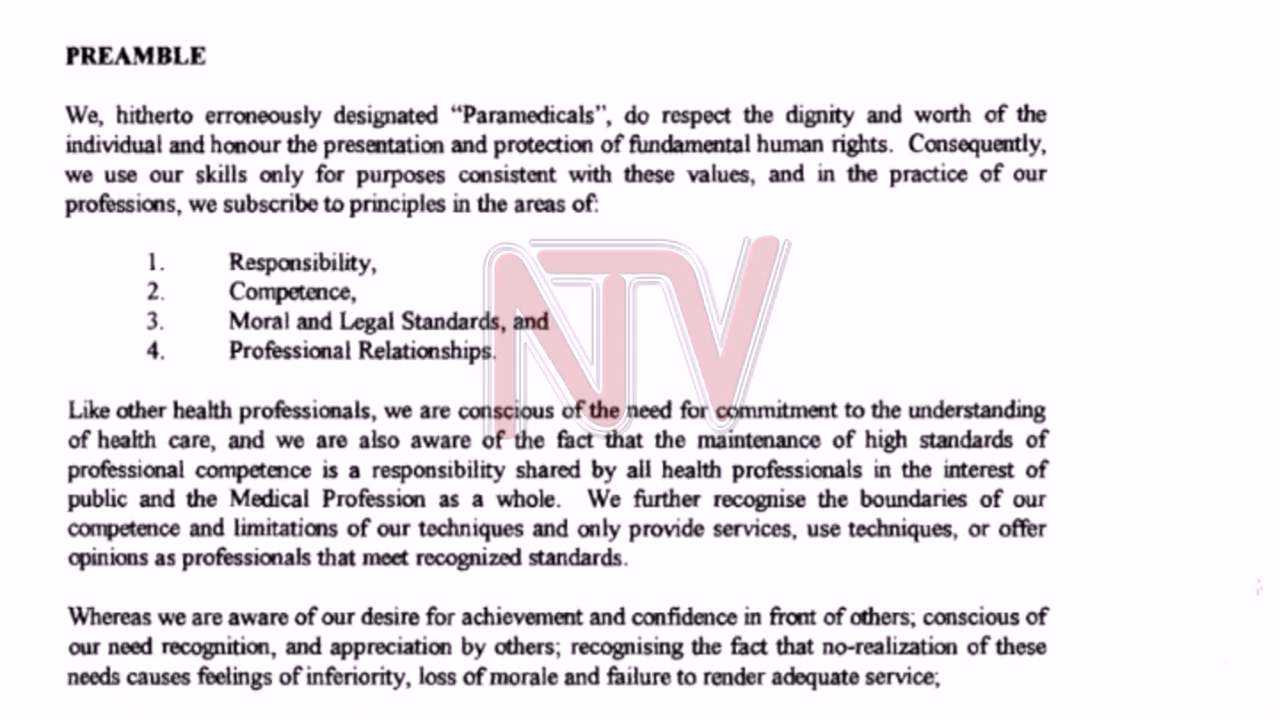 PREAMBLE
We, hitherto erroneously designated “Paramedicals”, do respect the dignity and worth of the
individual and honour the presentation and protection of fundamental human rights. Consequently,
we use our skills only for purposes consistent with these values, and in the practice of our
professions, we subscribe to principles in the areas of:
1. Responsibility,
2. Competence,
3. Moral and Legal Standards, and
4. Professional Relationships.
NTV
Like other health professionals, we are conscious of the need for commitment to the understanding
of health care, and we are also aware of the fact that the maintenance of high standards of
professional competence is a responsibility shared by all health professionals in the interest of
public and the Medical Profession as a whole. We further recognise the boundaries of our
competence and limitations of our techniques and only provide services, use techniques, or offer
opinions as professionals that meet recognized standards.
Whereas we are aware of our desire for achievement and confidence in front of others; conscious of
our need recognition, and appreciation by others; recognising the fact that no-realization of these
needs causes feelings of inferiority, loss of morale and failure to render adequate service;